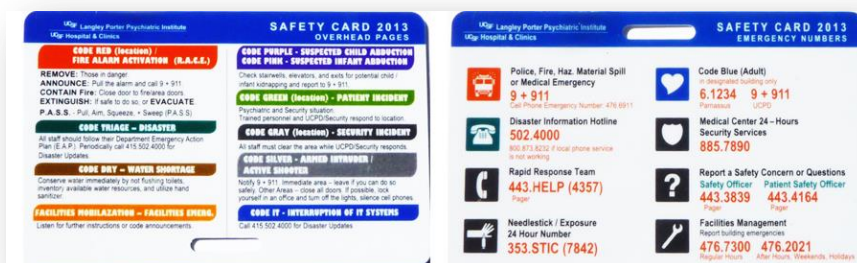 UCSF Langley Porter Psychiatric Institute
UCSF Hospital & Clinics
SAFETY CARD 2013
OVERHEAD PAGES
CODE RED (location) /
FIRE ALARM ACTIVATION (R.A.C.E.)
REMOVE: Those in danger
ANNOUNCE: Pull the alarm and call 9 + 911
CONTAIN Fire: Close door to fire/area doors.
EXTINGUISH: If safe to do so, or EVACUATE
P.A.S.S. - Pull, Aim, Squeeze, + Sweep (P.A.S.S)
CODE TRIAGE - DISASTER
All staff should follow their Department Emergency Action
Plan (E.A.P.). Periodically call 415.502.4000 for
Disaster Updates.
CODE DRY - WATER SHORTAGE
Conserve water immediately by not flushing toilets,
inventory available water resources, and utilize hand
sanitizer.
FACILITIES MOBILAZATION - FACILITIES EMERG.
Listen for further instructions or code announcements.
CODE PURPLE - SUSPECTED CHILD ABDUCTION
CODE PINK - SUSPECTED INFANT ABDUCTION
Check stairwells, elevators, and exits for potential child /
infant kidnapping and report to 9 + 911.
CODE GREEN (location) - PATIENT INCIDENT
Psychiatric and Security situation.
Trained personnel and UCPD/Security respond to location.
CODE GRAY (location) - SECURITY INCIDENT
All staff must clear the area while UCPD/Security responds.
CODE SILVER - ARMED INTRUDER /
ACTIVE SHOOTER
Notify 9 + 911. Immediate area - leave if you can do so
safely. Other Areas - close all doors. If possible, lock
yourself in an office and turn off the lights, silence cell phones.
CODE IT - INTERRUPTION OF IT SYSTEMS
Call 415.502.4000 for Disaster Updates
UCSF Langley Porter Psychiatric Institute
UCSF Hospital & Clinics
SAFETY CARD 2013
EMERGENCY NUMBERS
Police, Fire, Haz. Material Spill
or Medical Emergency
9 + 911
Cell Phone Emergency Number: 476.6911
Disaster Information Hotline
502.4000
800.873.8232 if local phone service
is not working
Rapid Response Team
443.HELP (4357)
Pager
Needlestick / Exposure
24 Hour Number
353.STIC (7842)
Code Blue (Adult)
In designated building only
6.1234 9 + 911
Parnassus UCPD
Medical Center 24 - Hours
Security Services
885.7890
Report a Safety Concern or Questions
Safety Officer Patient Safety Officer
443.3839 443.4164
Pager Pager
Facilities Management
Report building emergencies
476.7300 476.2021
Regular Hours After Hours, Weekends, Holidays